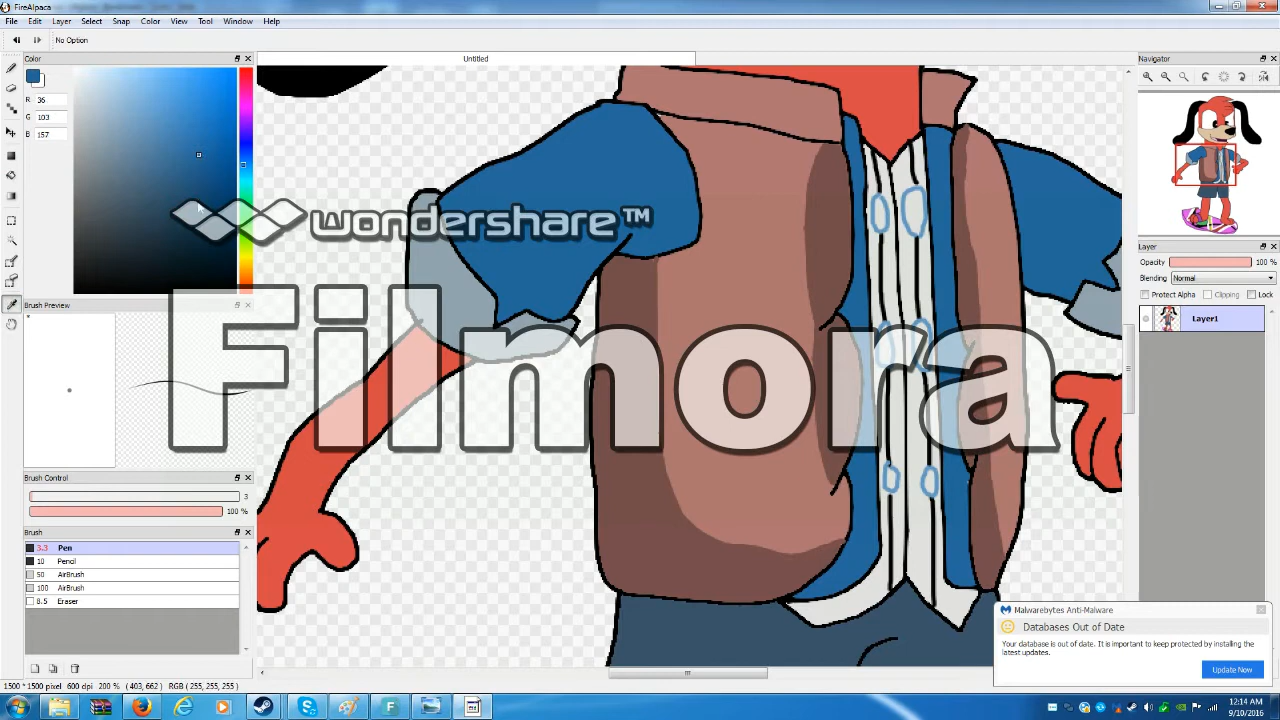 FireAlpaca
File Edit Layer Select Snap Color View Tool Window Help
No Option
Color
Untitled
Navigator
R 36
G 103
B 157
wondershare™
Filmora
Layer
Opacity 100 %
Blending Normal
Protect Alpha Clipping Lock
Layer1
Brush Preview
Brush Control
3
100 %
Brush
3.3 Pen
10 Pencil
50 AirBrush
100 AirBrush
8.5 Eraser
Malwarebytes Anti-Malware
Databases Out of Date
Your database is out of date. It is important to keep protected by installing the
latest updates.
Update Now
1500 * 1500 pixel 600 dpi 200 % ( 403, 662 ) RGB ( 255, 255, 255 )
12:14 AM
9/10/2016